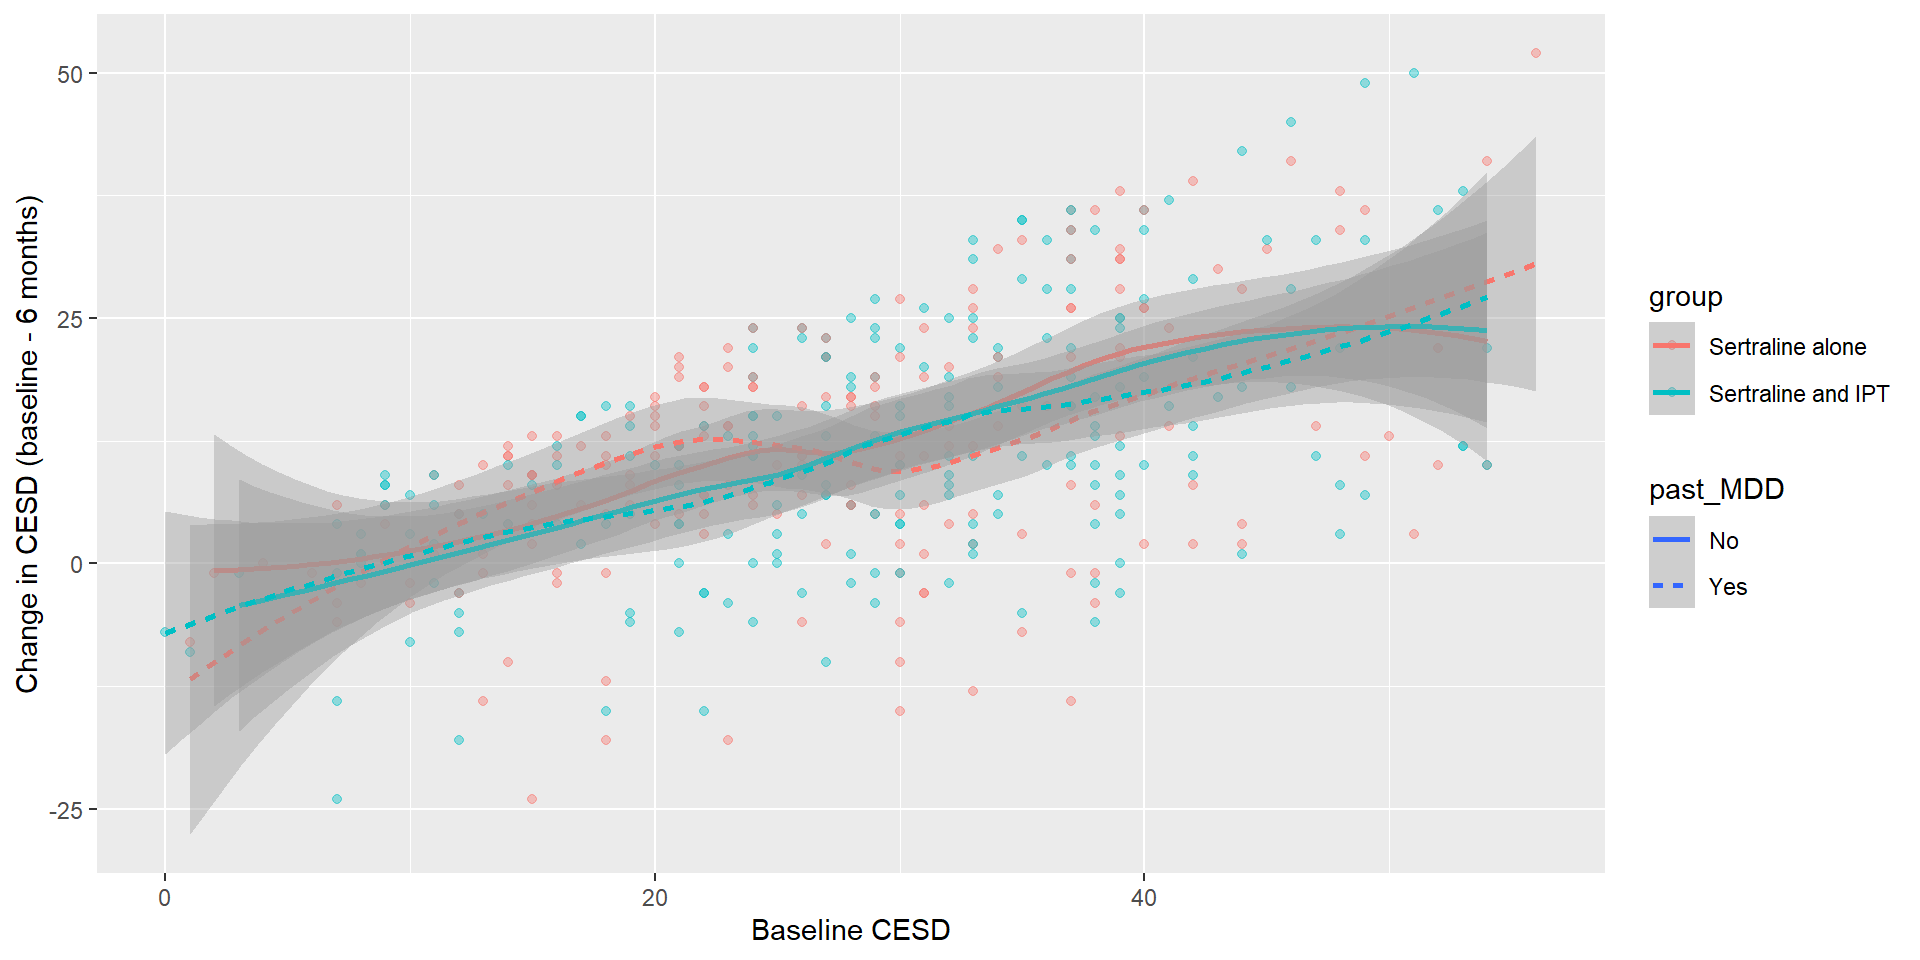 50
25
0
-25
0
20
40
Baseline CESD
Change in CESD (baseline - 6 months)
group
Sertraline alone
Sertraline and IPT
past_MDD
No
Yes